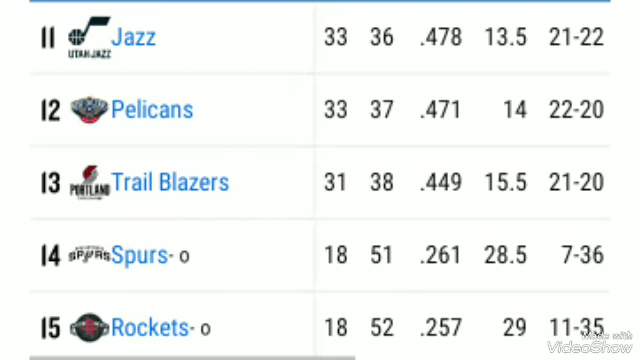 11 UTAH JAZZ Jazz 33 36 .478 13.5 21-22
12 Pelicans 33 37 .471 14 22-20
13 PORTLAND Trail Blazers 31 38 .449 15.5 21-20
14 SPURS Spurs- o 18 51 .261 28.5 7-36
15 Rockets- o 18 52 .257 29 11-35
Made with
VideoShow